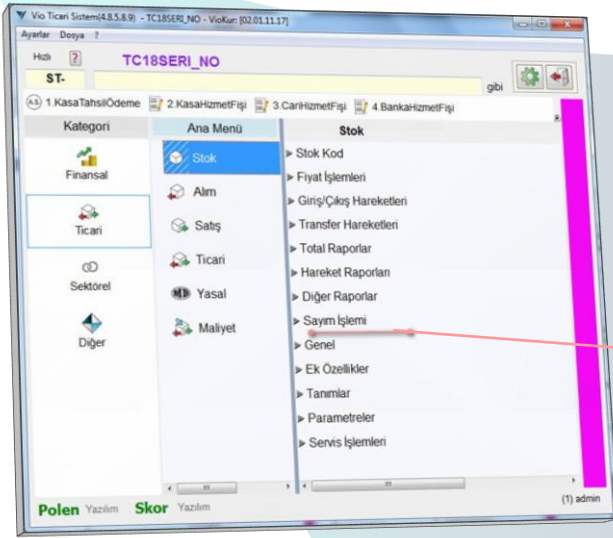 Vio Ticari Sistem(4.8.5.8.9) - TC18SERI_NO - VioKur: [02.01.11.17]
Ayarlar Dosya ?
Hızlı ? TC18SERI_NO
ST- gibi
A.S. 1.KasaTahsilÖdeme 2.KasaHizmetFişi 3.CariHizmetFişi 4.BankaHizmetFişi
Kategori Ana Menü Stok
Finansal
Ticari
Sektörel
Diğer
Stok
Alım
Satış
Ticari
Yasal
Maliyet
Stok Kod
Fiyat İşlemleri
Giriş/Çıkış Hareketleri
Transfer Hareketleri
Total Raporlar
Hareket Raporları
Diğer Raporlar
Sayım İşlemi
Genel
Ek Özellikler
Tanımlar
Parametreler
Servis İşlemleri
Polen Yazılım Skor Yazılım (1) admin